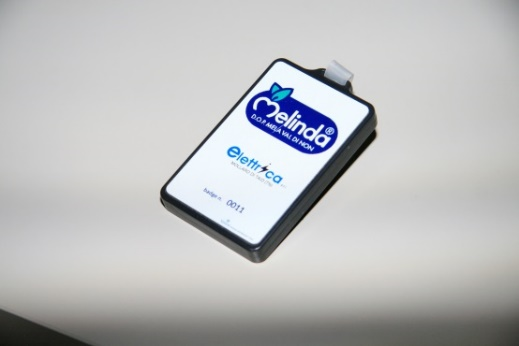 Melinda®
D.O.P. MELA VAL DI NON
elettrica
badge n. 0011